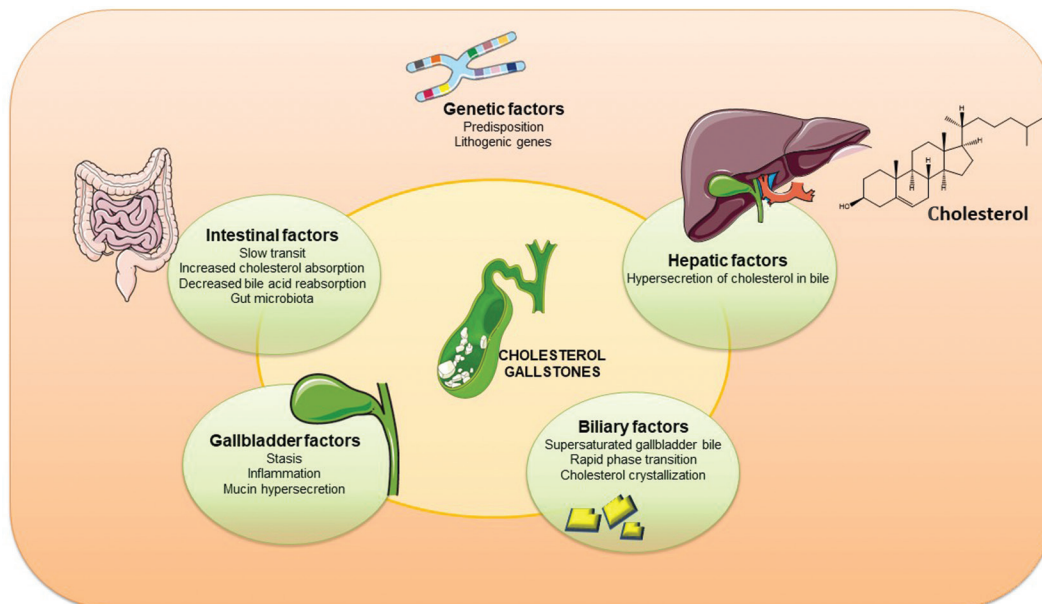 Genetic factors
Predisposition
Lithogenic genes
H
H
H
H
H
HO
Cholesterol
Intestinal factors
Slow transit
Increased cholesterol absorption
Decreased bile acid reabsorption
Gut microbiota
Hepatic factors
Hypersecretion of cholesterol in bile
CHOLESTEROL
GALLSTONES
Gallbladder factors
Stasis
Inflammation
Mucin hypersecretion
Biliary factors
Supersaturated gallbladder bile
Rapid phase transition
Cholesterol crystallization